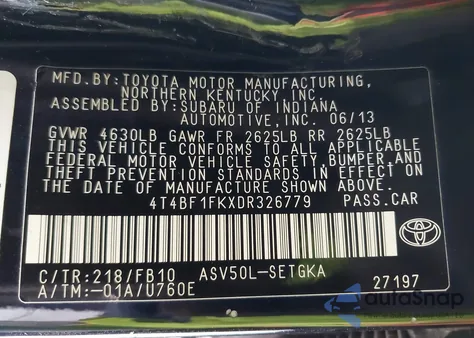 MFD.BY:TOYOTA MOTOR MANUFACTURING,
NORTHERN KENTUCKY,INC.
ASSEMBLED BY:SUBARU OF INDIANA
AUTOMOTIVE,INC. 06/13
GVWR 4630LB GAWR FR 2625LB RR 2625LB
THIS VEHICLE CONFORMS TO ALL APPLICABLE
FEDERAL MOTOR VEHICLE SAFETY,BUMPER,AND
THEFT PREVENTION STANDARDS IN EFFECT ON
THE DATE OF MANUFACTURE SHOWN ABOVE.
4T4BF1FKXDR326779 PASS.CAR
C/TR:218/FB10 ASV50L-SETGKA
A/TM:-01A/U760E 27197
autoSnap